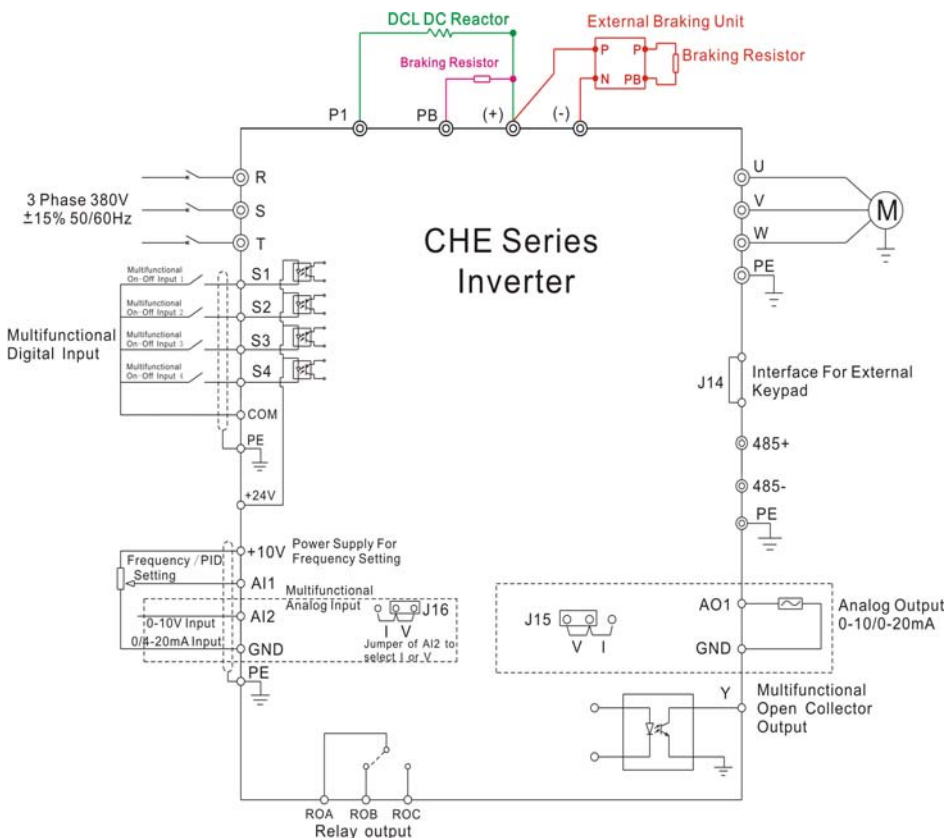 DCL DC Reactor
External Braking Unit
Braking Resistor
P P
Braking Resistor
N PB
P1 PB (+) (-)
R
3 Phase 380V
±15% 50/60Hz
S
T
CHE Series
Inverter
U
V
W
M
PE
Multifunctional
On-Off Input 1
S1
Multifunctional
On-Off Input 2
S2
Multifunctional
Digital Input
Multifunctional
On-Off Input 3
S3
Multifunctional
On-Off Input 4
S4
COM
PE
+24V
J14
Interface For External
Keypad
485+
485-
PE
+10V
Power Supply For
Frequency Setting
Frequency/PID
Setting
AI1
Multifunctional
Analog Input
AI2
0-10V Input
0/4-20mA Input
GND
J16
I V
Jumper of AI2 to
select I or V
PE
J15
V I
AO1
GND
Analog Output
0-10/0-20mA
Y
Multifunctional
Open Collector
Output
ROA ROB ROC
Relay output